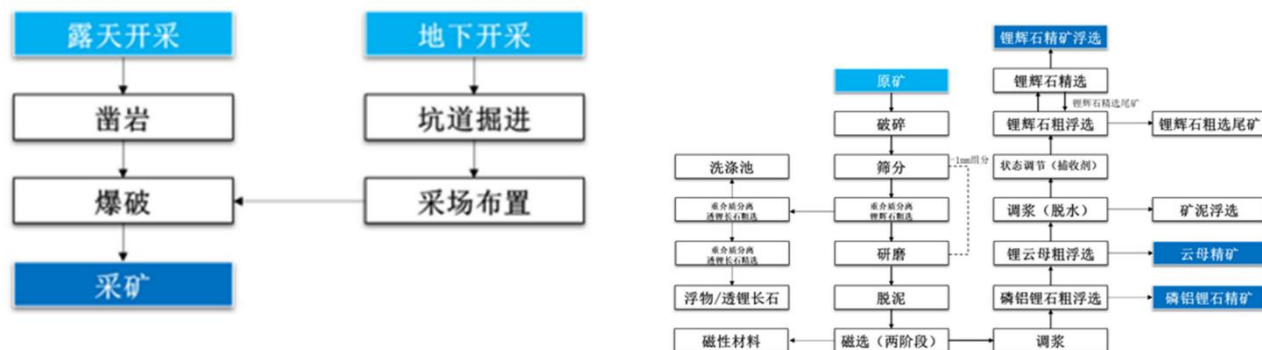 露天开采
地下开采
凿岩
坑道掘进
爆破
采场布置
采矿
锂辉石精矿浮选
原矿
锂辉石精选
锂辉石精选尾矿
破碎
锂辉石粗浮选
锂辉石粗选尾矿
-1mm组分
洗涤池
筛分
状态调节（捕收剂）
重介质分离
透锂长石粗选
重介质分离
锂辉石粗选
调浆（脱水）
矿泥浮选
重介质分离
透锂长石精选
研磨
锂云母粗浮选
云母精矿
浮物/透锂长石
脱泥
磷铝锂石粗浮选
磷铝锂石精矿
磁性材料
磁选（两阶段）
调浆